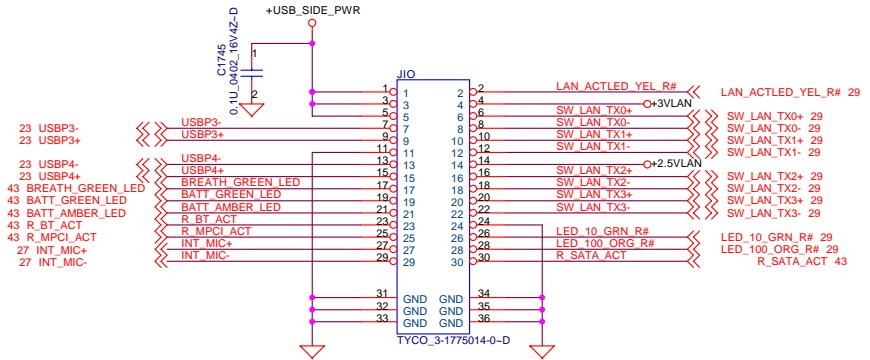 +USB_SIDE_PWR
C1745
0.1U_0402_16V4Z~D
1
2
JIO
1 1 2 2 LAN_ACTLED_YEL_R# LAN_ACTLED_YEL_R# 29
3 3 4 4 +3VLAN
5 5 6 6 SW_LAN_TX0+ SW_LAN_TX0+ 29
23 USBP3- USBP3- 7 7 8 8 SW_LAN_TX0- SW_LAN_TX0- 29
23 USBP3+ USBP3+ 9 9 10 10 SW_LAN_TX1+ SW_LAN_TX1+ 29
11 11 12 12 SW_LAN_TX1- SW_LAN_TX1- 29
23 USBP4- USBP4- 13 13 14 14 +2.5VLAN
23 USBP4+ USBP4+ 15 15 16 16 SW_LAN_TX2+ SW_LAN_TX2+ 29
43 BREATH_GREEN_LED BREATH_GREEN_LED 17 17 18 18 SW_LAN_TX2- SW_LAN_TX2- 29
43 BATT_GREEN_LED BATT_GREEN_LED 19 19 20 20 SW_LAN_TX3+ SW_LAN_TX3+ 29
43 BATT_AMBER_LED BATT_AMBER_LED 21 21 22 22 SW_LAN_TX3- SW_LAN_TX3- 29
43 R_BT_ACT R_BT_ACT 23 23 24 24
43 R_MPCI_ACT R_MPCI_ACT 25 25 26 26 LED_10_GRN_R# LED_10_GRN_R# 29
27 INT_MIC+ INT_MIC+ 27 27 28 28 LED_100_ORG_R# LED_100_ORG_R# 29
27 INT_MIC- INT_MIC- 29 29 30 30 R_SATA_ACT R_SATA_ACT 43
31 GND GND 34
32 GND GND 35
33 GND GND 36
TYCO_3-1775014-0~D